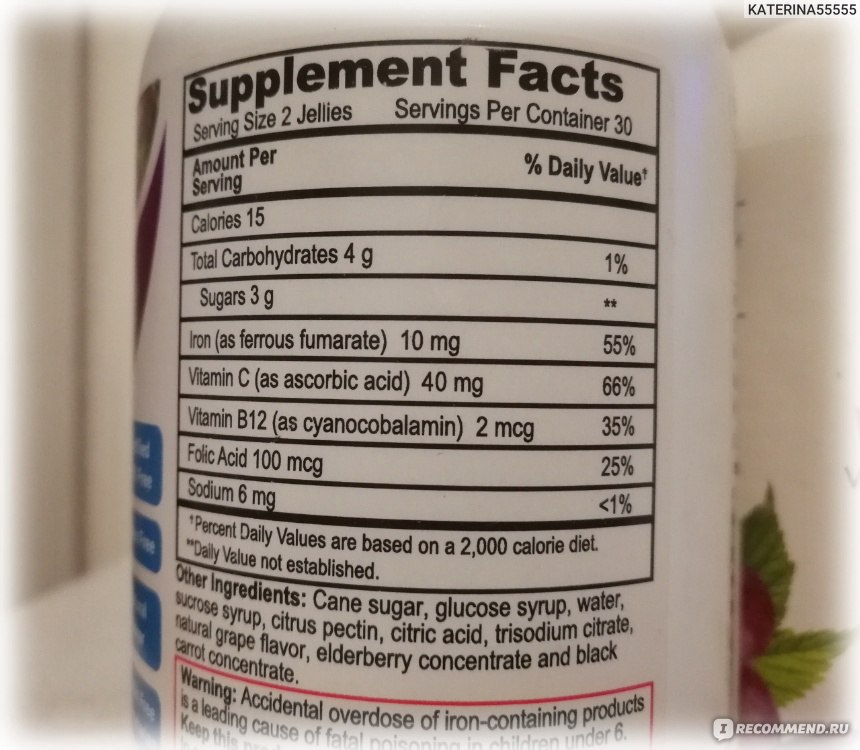 KATERINA55555
Supplement Facts
Serving Size 2 Jellies Servings Per Container 30
Amount Per
Serving % Daily Value†
Calories 15
Total Carbohydrates 4 g 1%
Sugars 3 g **
Iron (as ferrous fumarate) 10 mg 55%
Vitamin C (as ascorbic acid) 40 mg 66%
Vitamin B12 (as cyanocobalamin) 2 mcg 35%
Folic Acid 100 mcg 25%
Sodium 6 mg <1%
†Percent Daily Values are based on a 2,000 calorie diet.
**Daily Value not established.
Other Ingredients: Cane sugar, glucose syrup, water,
sucrose syrup, citrus pectin, citric acid, trisodium citrate,
natural grape flavor, elderberry concentrate and black
carrot concentrate.
Warning: Accidental overdose of iron-containing products
is a leading cause of fatal poisoning in children under 6.
Keep this
Free
IRECOMMEND.RU